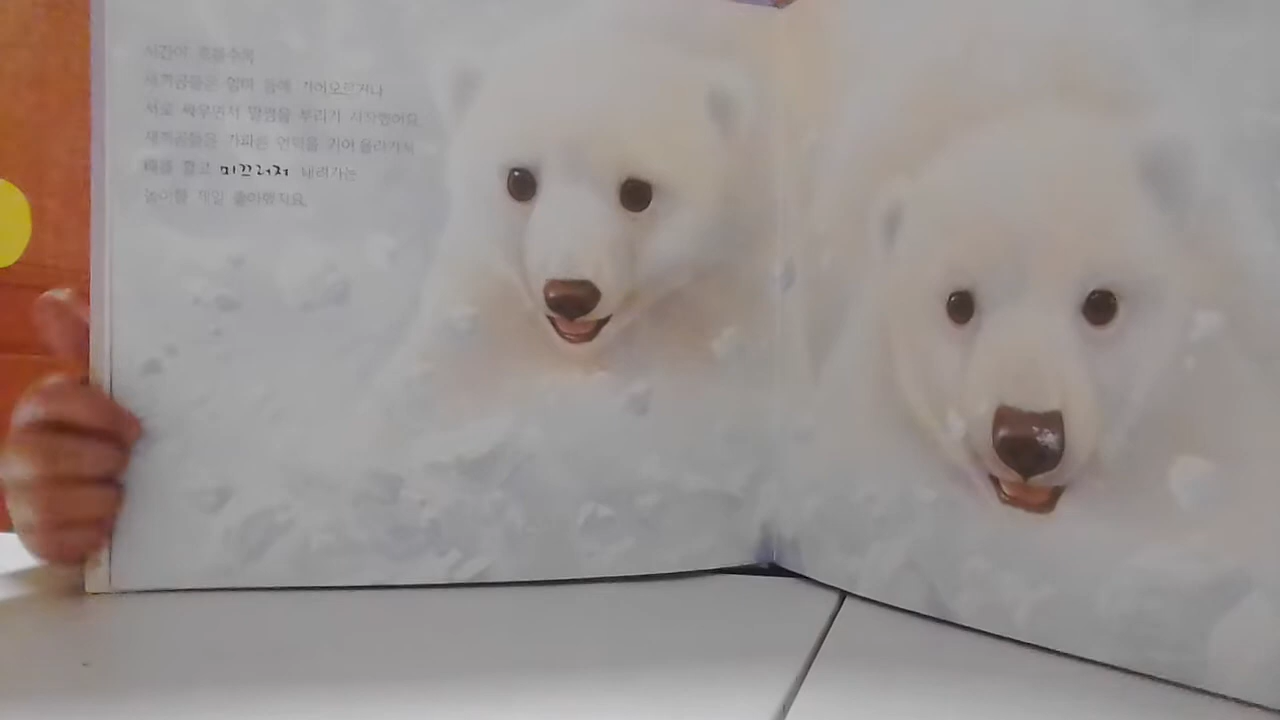 시간이 흐를수록
새끼곰들은 엄마 등에 기어오르거나
서로 싸우면서 말썽을 부리기 시작했어요.
새끼곰들은 가파른 언덕을 기어 올라가서
배를 깔고 미끄러져 내려가는
놀이를 제일 좋아했지요.